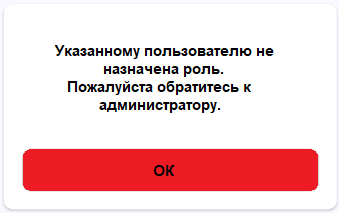 Указанному пользователю не
назначена роль.
Пожалуйста обратитесь к
администратору.
ОК